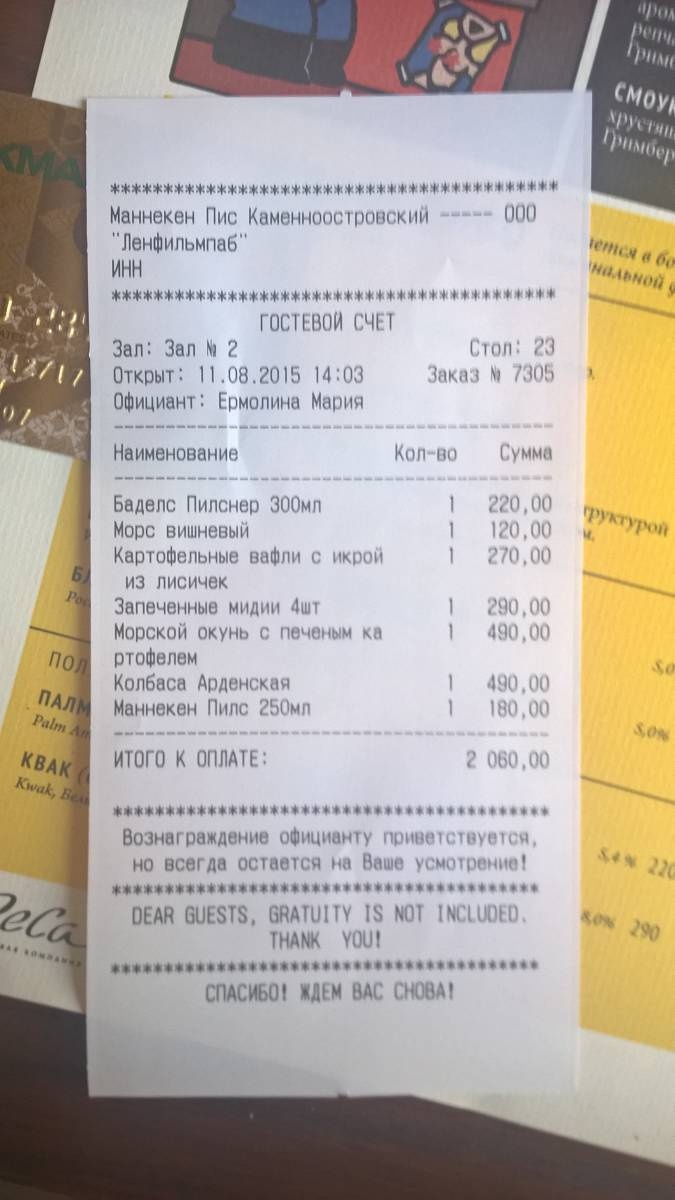 ******************************************
Маннекен Пис Каменноостровский ----- ООО
"Ленфильмпаб"
ИНН
******************************************
ГОСТЕВОЙ СЧЕТ
Зал: Зал № 2 Стол: 23
Открыт: 11.08.2015 14:03 Заказ № 7305
Официант: Ермолина Мария
------------------------------------------
Наименование Кол-во Сумма
------------------------------------------
Баделс Пилснер 300мл 1 220,00
Морс вишневый 1 120,00
Картофельные вафли с икрой 1 270,00
из лисичек
Запеченные мидии 4шт 1 290,00
Морской окунь с печеным ка 1 490,00
ртофелем
Колбаса Арденская 1 490,00
Маннекен Пилс 250мл 1 180,00
------------------------------------------
ИТОГО К ОПЛАТЕ: 2 060,00
******************************************
Вознаграждение официанту приветствуется,
но всегда остается на Ваше усмотрение!
******************************************
DEAR GUESTS, GRATUITY IS NOT INCLUDED.
THANK YOU!
******************************************
СПАСИБО! ЖДЕМ ВАС СНОВА!
КВАК
Kwak,
Palm
5,0%
5,4% 220
8,0% 290